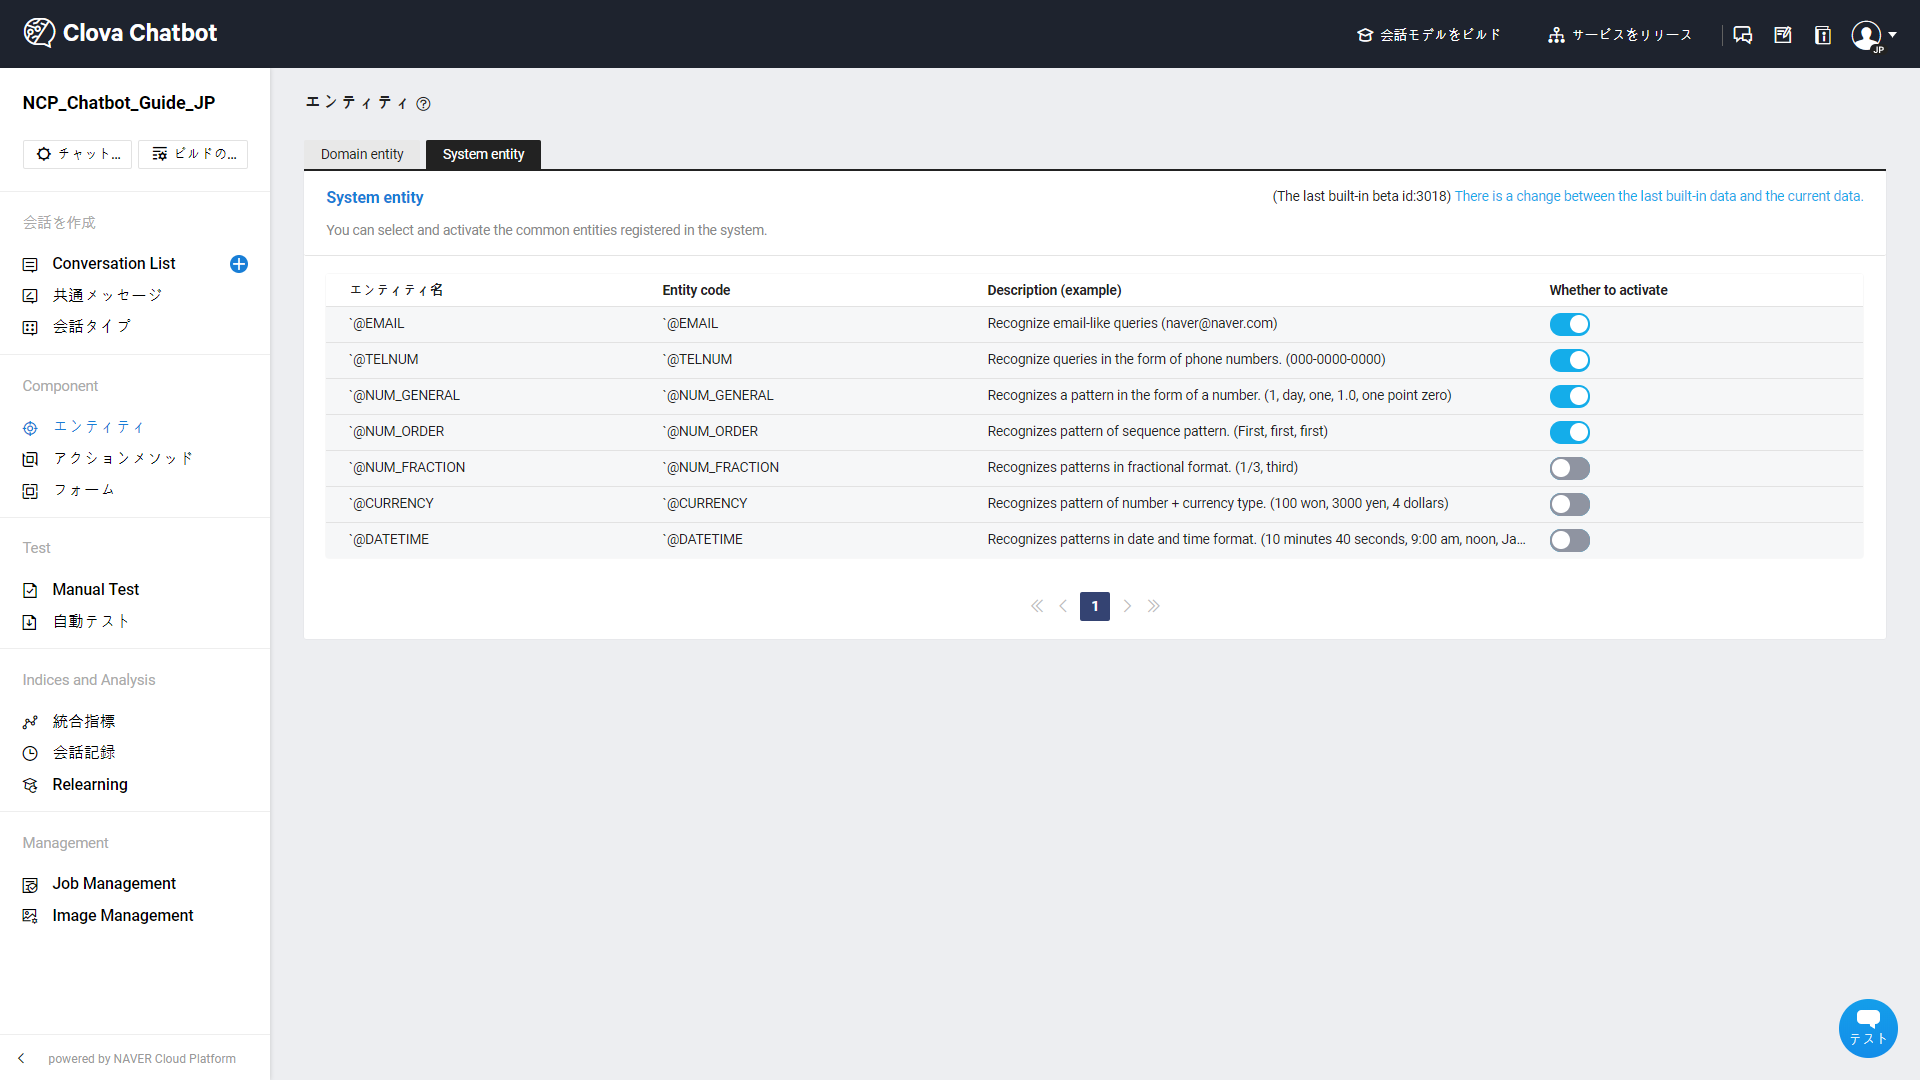 Clova Chatbot
会話モデルをビルド
サービスをリリース
JP
NCP_Chatbot_Guide_JP
チャット...
ビルドの...
会話を作成
Conversation List
共通メッセージ
会話タイプ
Component
エンティティ
アクションメソッド
フォーム
Test
Manual Test
自動テスト
Indices and Analysis
統合指標
会話記録
Relearning
Management
Job Management
Image Management
powered by NAVER Cloud Platform
エンティティ
Domain entity
System entity
System entity
(The last built-in beta id:3018) There is a change between the last built-in data and the current data.
You can select and activate the common entities registered in the system.
エンティティ名 Entity code Description (example) Whether to activate
`@EMAIL `@EMAIL Recognize email-like queries (naver@naver.com)
`@TELNUM `@TELNUM Recognize queries in the form of phone numbers. (000-0000-0000)
`@NUM_GENERAL `@NUM_GENERAL Recognizes a pattern in the form of a number. (1, day, one, 1.0, one point zero)
`@NUM_ORDER `@NUM_ORDER Recognizes pattern of sequence pattern. (First, first, first)
`@NUM_FRACTION `@NUM_FRACTION Recognizes patterns in fractional format. (1/3, third)
`@CURRENCY `@CURRENCY Recognizes pattern of number + currency type. (100 won, 3000 yen, 4 dollars)
`@DATETIME `@DATETIME Recognizes patterns in date and time format. (10 minutes 40 seconds, 9:00 am, noon, Ja...
1
テスト